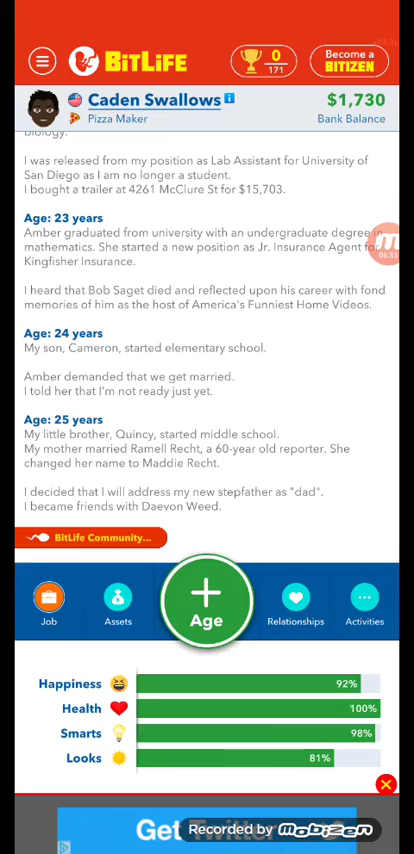 BitLife
0
171
Become a
BITIZEN
Caden Swallows
$1,730
Pizza Maker
Bank Balance
biology.
I was released from my position as Lab Assistant for University of
San Diego as I am no longer a student.
I bought a trailer at 4261 McClure St for $15,703.
Age: 23 years
Amber graduated from university with an undergraduate degree in
mathematics. She started a new position as Jr. Insurance Agent for
Kingfisher Insurance.
06:33
I heard that Bob Saget died and reflected upon his career with fond
memories of him as the host of America's Funniest Home Videos.
Age: 24 years
My son, Cameron, started elementary school.
Amber demanded that we get married.
I told her that I'm not ready just yet.
Age: 25 years
My little brother, Quincy, started middle school.
My mother married Ramell Recht, a 60-year old reporter. She
changed her name to Maddie Recht.
I decided that I will address my new stepfather as "dad".
I became friends with Daevon Weed.
BitLife Community...
Job
Assets
+
Age
Relationships
Activities
Happiness 92%
Health 100%
Smarts 98%
Looks 81%
Get Twitter
Recorded by mobizen